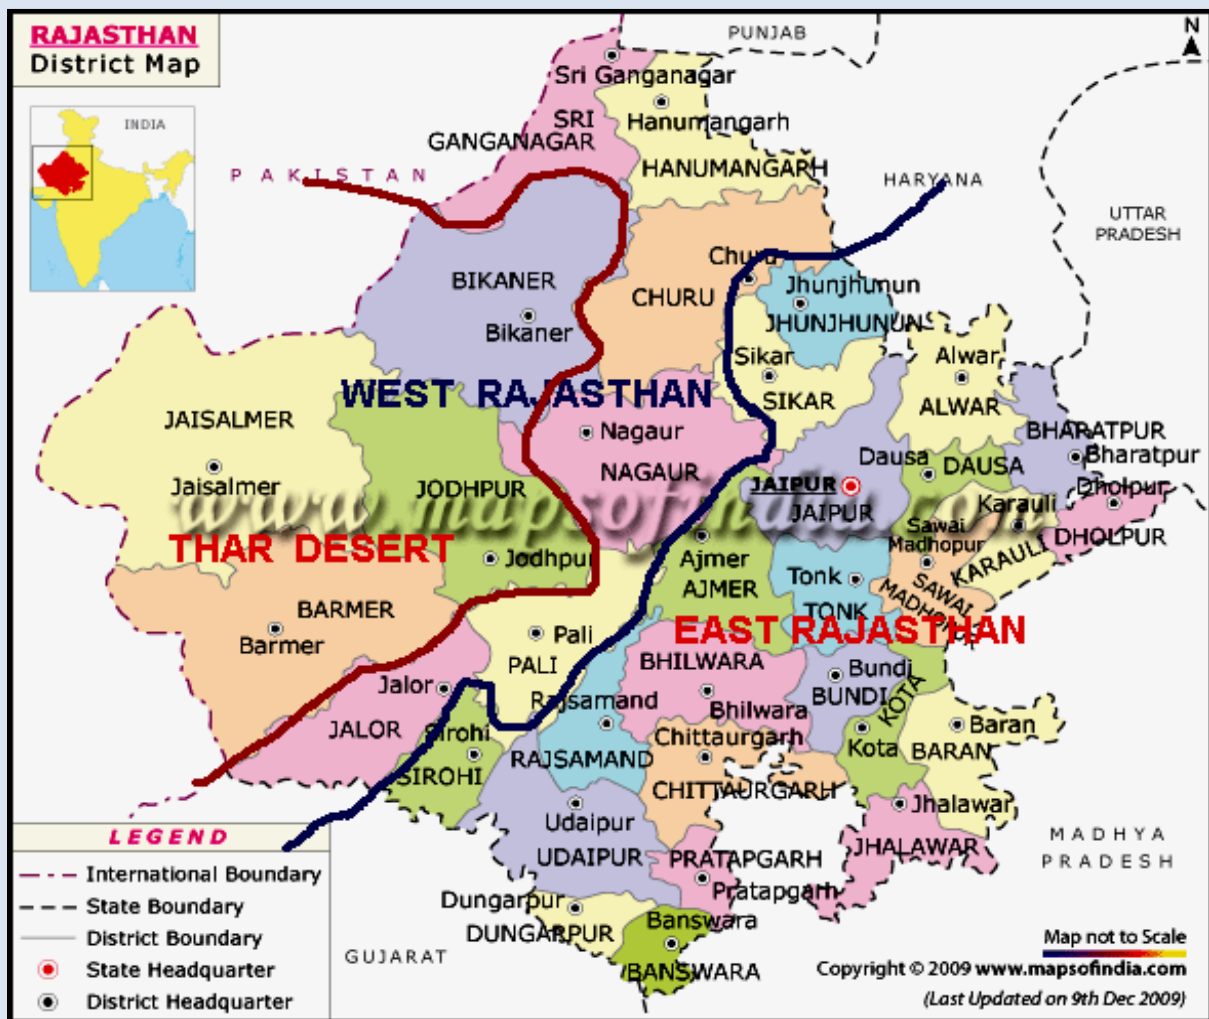 RAJASTHAN
District Map
INDIA
PUNJAB
N
Sri Ganganagar
SRI
GANGANAGAR
Hanumangarh
HANUMANGARH
PAKISTAN
HARYANA
UTTAR
PRADESH
Churu
CHURU
BIKANER
Bikaner
Jhunjhunun
JHUNJHUNUN
Sikar
SIKAR
Alwar
ALWAR
WEST RAJASTHAN
JAISALMER
Jaisalmer
Nagaur
NAGAUR
BHARATPUR
Bharatpur
Dausa
DAUSA
JAIPUR
JAIPUR
JODHPUR
Jodhpur
www.mapsofindia.com
Dholpur
DHOLPUR
Karauli
KARAULI
Sawai
Madhopur
SAWAI
MADHOPUR
THAR DESERT
Ajmer
AJMER
Tonk
TONK
BARMER
Barmer
EAST RAJASTHAN
Pali
PALI
BHILWARA
Bhilwara
Bundi
BUNDI
KOTA
Kota
Jalor
JALOR
Rajsamand
RAJSAMAND
Sirohi
SIROHI
Chittaurgarh
CHITTAURGARH
Baran
BARAN
Udaipur
UDAIPUR
Jhalawar
JHALAWAR
PRATAPGARH
Pratapgarh
MADHYA
PRADESH
Dungarpur
DUNGARPUR
Banswara
BANSWARA
GUJARAT
LEGEND
International Boundary
State Boundary
District Boundary
State Headquarter
District Headquarter
Map not to Scale
Copyright © 2009 www.mapsofindia.com
(Last Updated on 9th Dec 2009)